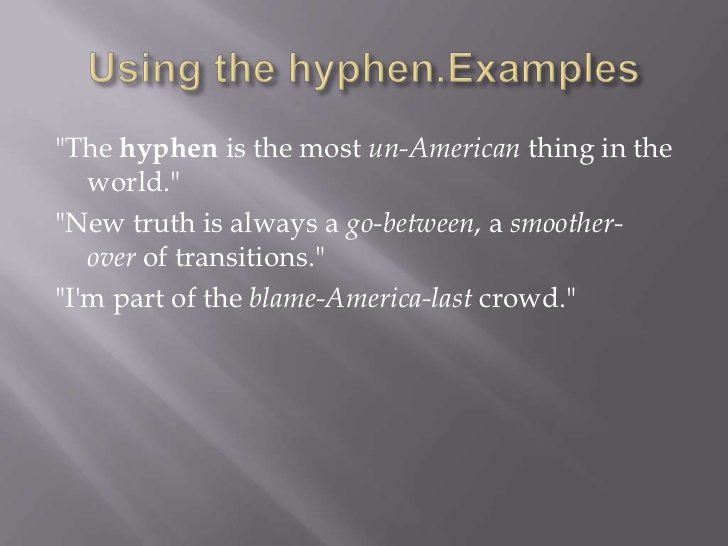 Using the hyphen.Examples
"The hyphen is the most un-American thing in the
world."
"New truth is always a go-between, a smoother-
over of transitions."
"I'm part of the blame-America-last crowd."